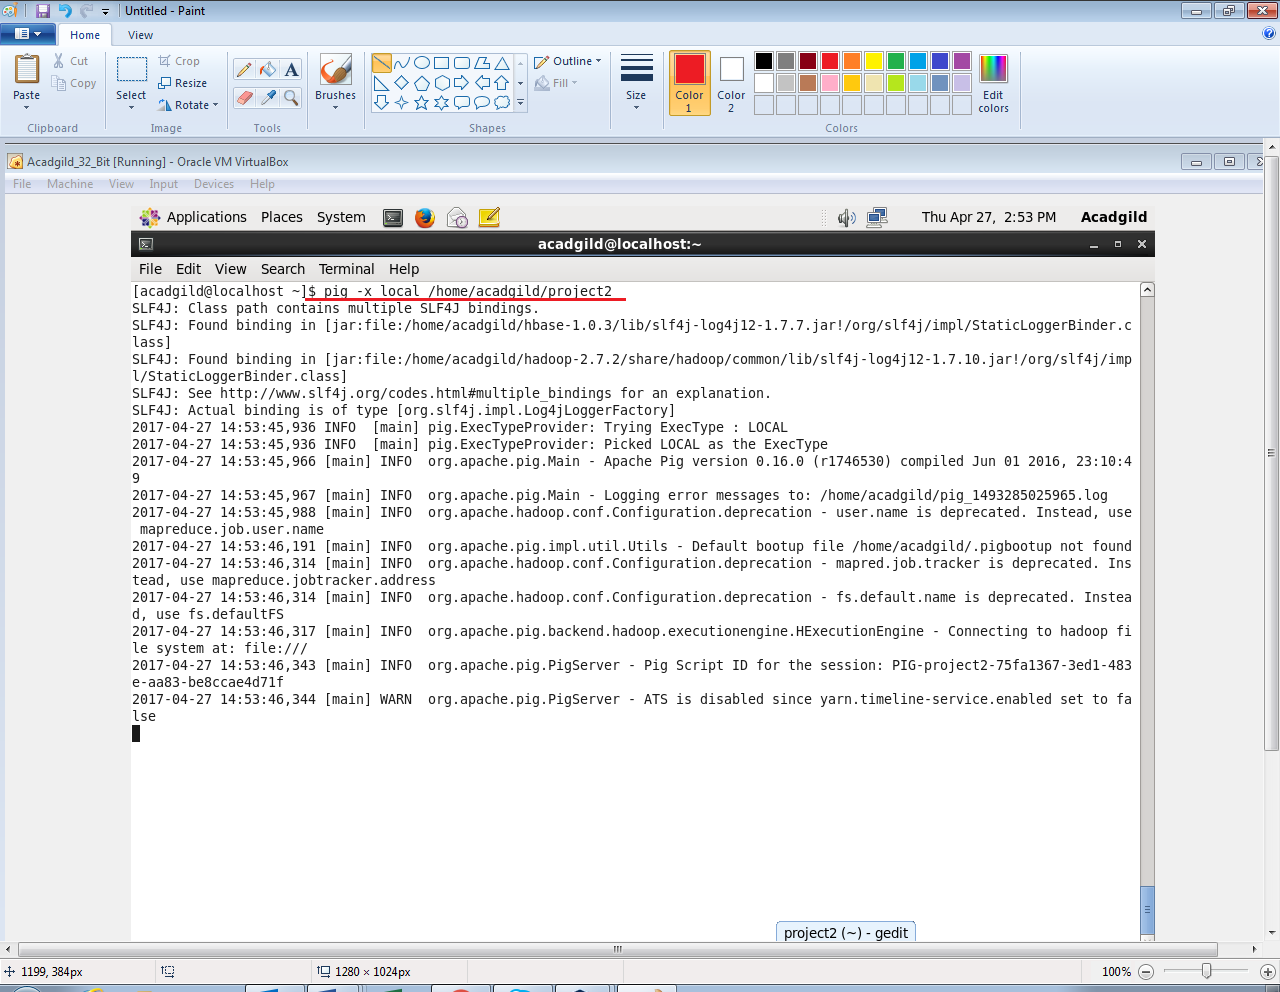 Untitled - Paint
Home View
Paste
Cut
Copy
Clipboard
Select
Crop
Resize
Rotate
Image
A
Tools
Brushes
Outline
Fill
Shapes
Size
Color 1
Color 2
Edit colors
Colors
Acadgild_32_Bit [Running] - Oracle VM VirtualBox
File Machine View Input Devices Help
Applications Places System Thu Apr 27, 2:53 PM Acadgild
acadgild@localhost:~
File Edit View Search Terminal Help
[acadgild@localhost ~]$ pig -x local /home/acadgild/project2
SLF4J: Class path contains multiple SLF4J bindings.
SLF4J: Found binding in [jar:file:/home/acadgild/hbase-1.0.3/lib/slf4j-log4j12-1.7.7.jar!/org/slf4j/impl/StaticLoggerBinder.c
lass]
SLF4J: Found binding in [jar:file:/home/acadgild/hadoop-2.7.2/share/hadoop/common/lib/slf4j-log4j12-1.7.10.jar!/org/slf4j/imp
l/StaticLoggerBinder.class]
SLF4J: See http://www.slf4j.org/codes.html#multiple_bindings for an explanation.
SLF4J: Actual binding is of type [org.slf4j.impl.Log4jLoggerFactory]
2017-04-27 14:53:45,936 INFO  [main] pig.ExecTypeProvider: Trying ExecType : LOCAL
2017-04-27 14:53:45,936 INFO  [main] pig.ExecTypeProvider: Picked LOCAL as the ExecType
2017-04-27 14:53:45,966 [main] INFO  org.apache.pig.Main - Apache Pig version 0.16.0 (r1746530) compiled Jun 01 2016, 23:10:4
9
2017-04-27 14:53:45,967 [main] INFO  org.apache.pig.Main - Logging error messages to: /home/acadgild/pig_1493285025965.log
2017-04-27 14:53:45,988 [main] INFO  org.apache.hadoop.conf.Configuration.deprecation - user.name is deprecated. Instead, use
mapreduce.job.user.name
2017-04-27 14:53:46,191 [main] INFO  org.apache.pig.impl.util.Utils - Default bootup file /home/acadgild/.pigbootup not found
2017-04-27 14:53:46,314 [main] INFO  org.apache.hadoop.conf.Configuration.deprecation - mapred.job.tracker is deprecated. Ins
tead, use mapreduce.jobtracker.address
2017-04-27 14:53:46,314 [main] INFO  org.apache.hadoop.conf.Configuration.deprecation - fs.default.name is deprecated. Instea
d, use fs.defaultFS
2017-04-27 14:53:46,317 [main] INFO  org.apache.pig.backend.hadoop.executionengine.HExecutionEngine - Connecting to hadoop fi
le system at: file:///
2017-04-27 14:53:46,343 [main] INFO  org.apache.pig.PigServer - Pig Script ID for the session: PIG-project2-75fa1367-3ed1-483
e-aa83-be8ccae4d71f
2017-04-27 14:53:46,344 [main] WARN  org.apache.pig.PigServer - ATS is disabled since yarn.timeline-service.enabled set to fa
lse
project2 (~) - gedit
1199, 384px 1280 × 1024px 100%